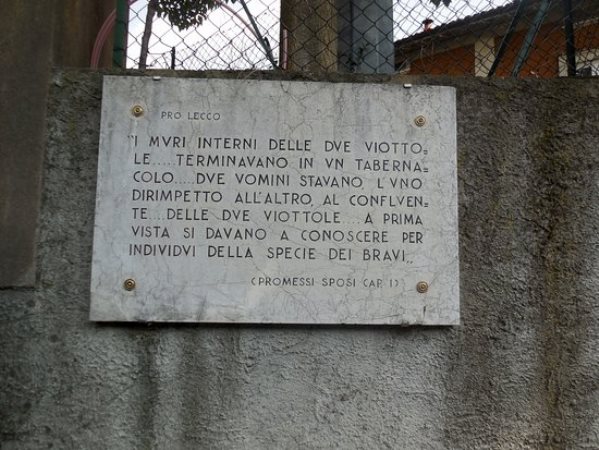 PRO LECCO
"I MVRI INTERNI DELLE DVE VIOTTO=
LE.....TERMINAVANO IN VN TABERNA=
COLO.....DVE VOMINI STAVANO, L'VNO
DIRIMPETTO ALL'ALTRO, AL CONFLVEN=
TE....DELLE DVE VIOTTOLE.... A PRIMA
VISTA SI DAVANO A CONOSCERE PER
INDIVIDVI DELLA SPECIE DEI BRAVI,,
(PROMESSI SPOSI CAP. I)